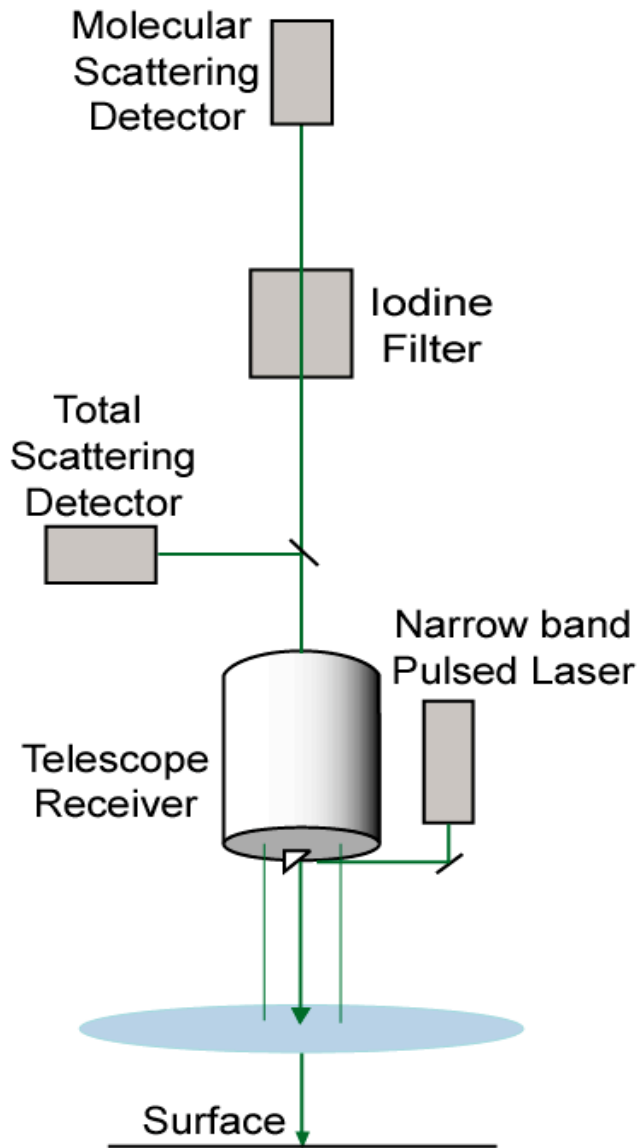 Molecular
Scattering
Detector
Iodine
Filter
Total
Scattering
Detector
Narrow band
Pulsed Laser
Telescope
Receiver
Surface